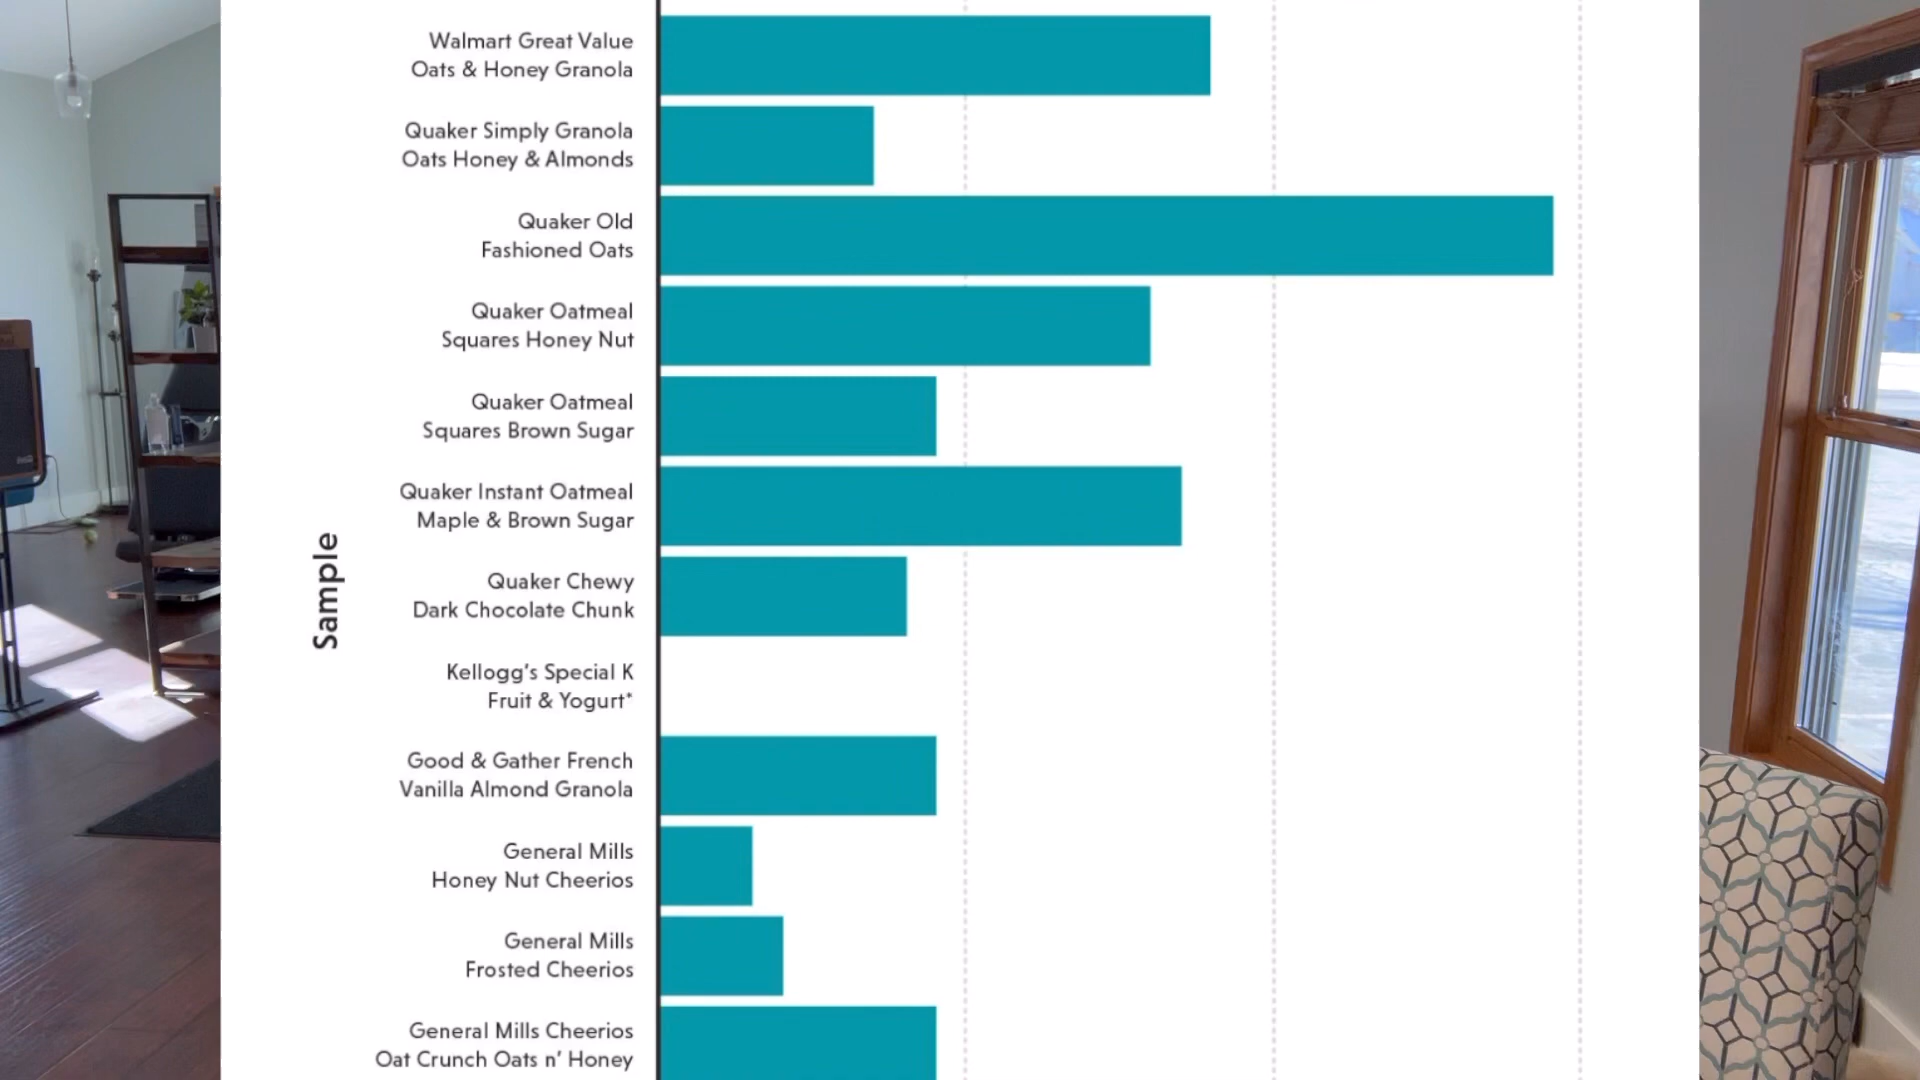 Walmart Great Value
Oats & Honey Granola
Quaker Simply Granola
Oats Honey & Almonds
Quaker Old
Fashioned Oats
Quaker Oatmeal
Squares Honey Nut
Quaker Oatmeal
Squares Brown Sugar
Quaker Instant Oatmeal
Maple & Brown Sugar
Quaker Chewy
Dark Chocolate Chunk
Sample
Kellogg's Special K
Fruit & Yogurt*
Good & Gather French
Vanilla Almond Granola
General Mills
Honey Nut Cheerios
General Mills
Frosted Cheerios
General Mills Cheerios
Oat Crunch Oats n' Honey